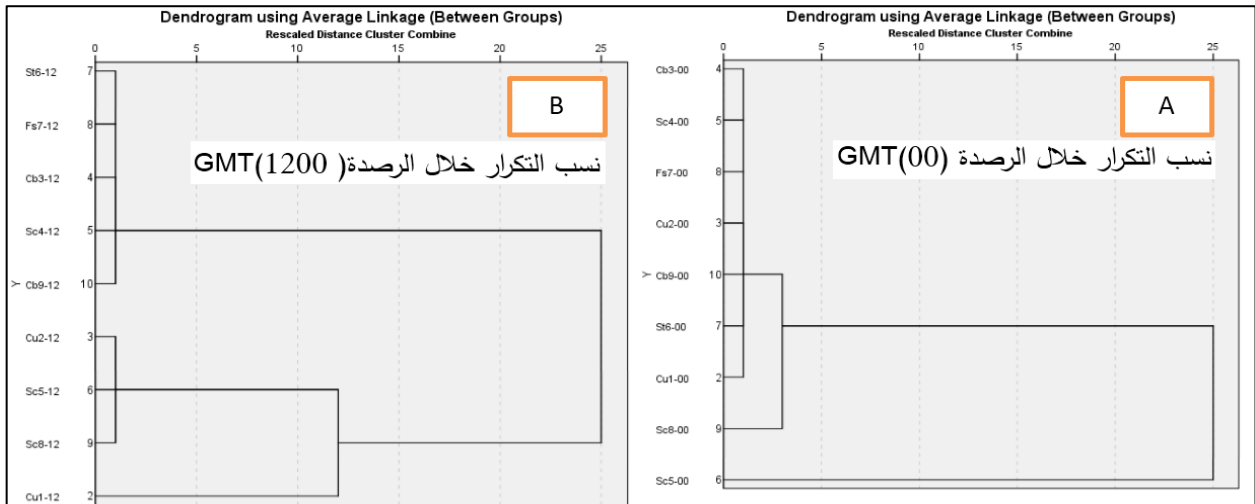 Dendrogram using Average Linkage (Between Groups)
Rescaled Distance Cluster Combine
0 5 10 15 20 25
B
نسب التكرار خلال الرصدة( 1200)GMT
St6-12 7
Fs7-12 8
Cb3-12 4
Sc4-12 5
Y Cb9-12 10
Cu2-12 3
Sc5-12 6
Sc8-12 9
Cu1-12 2
Dendrogram using Average Linkage (Between Groups)
Rescaled Distance Cluster Combine
0 5 10 15 20 25
A
نسب التكرار خلال الرصدة (00)GMT
Cb3-00 4
Sc4-00 5
Fs7-00 8
Cu2-00 3
Y Cb9-00 10
St6-00 7
Cu1-00 2
Sc8-00 9
Sc5-00 6